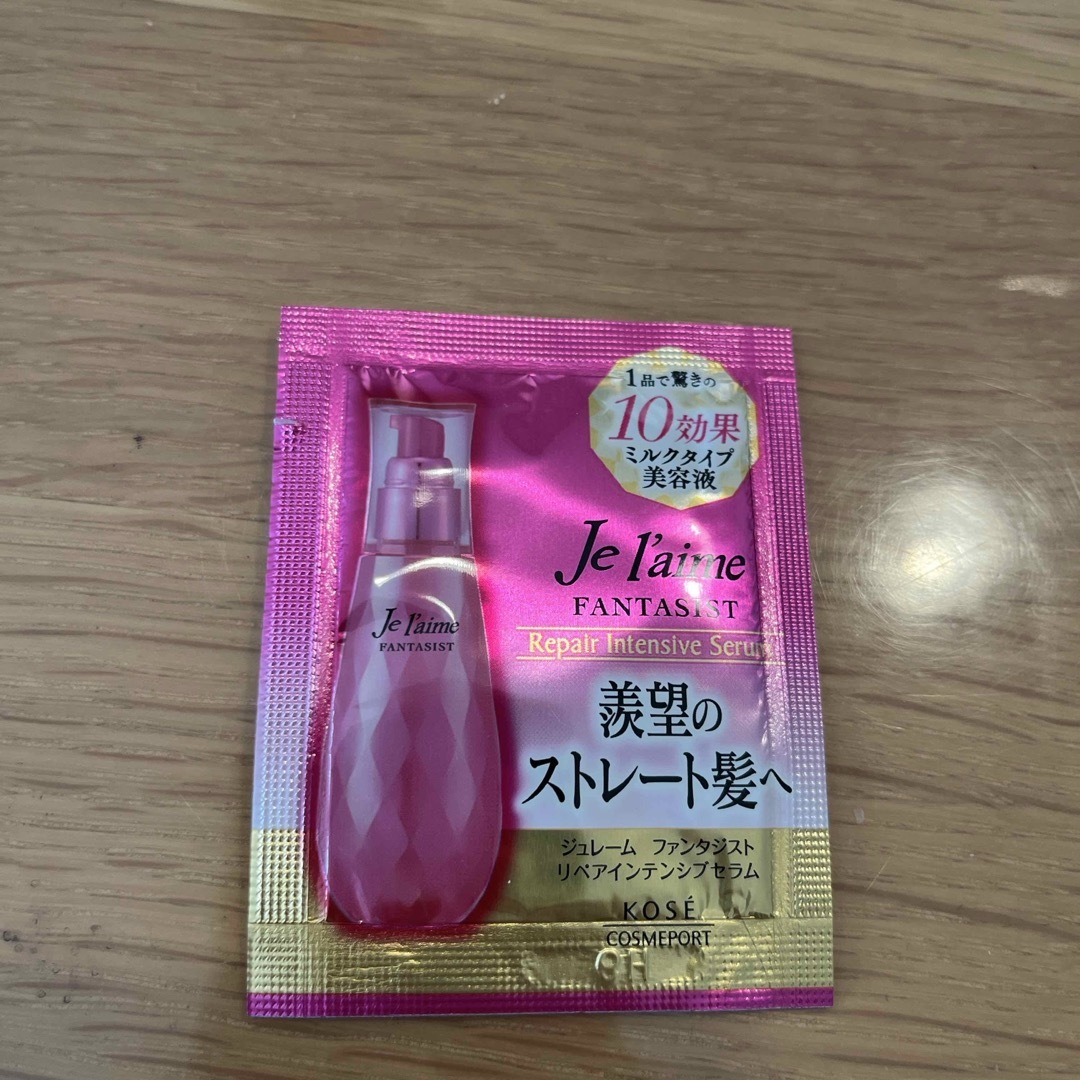 1品で驚きの
10効果
ミルクタイプ
美容液
Je l'aime
FANTASIST
Repair Intensive Serum
羨望の
ストレート髪へ
ジュレーム ファンタジスト
リペアインテンシブセラム
KOSÉ
COSMEPORT
Je l'aime
FANTASIST